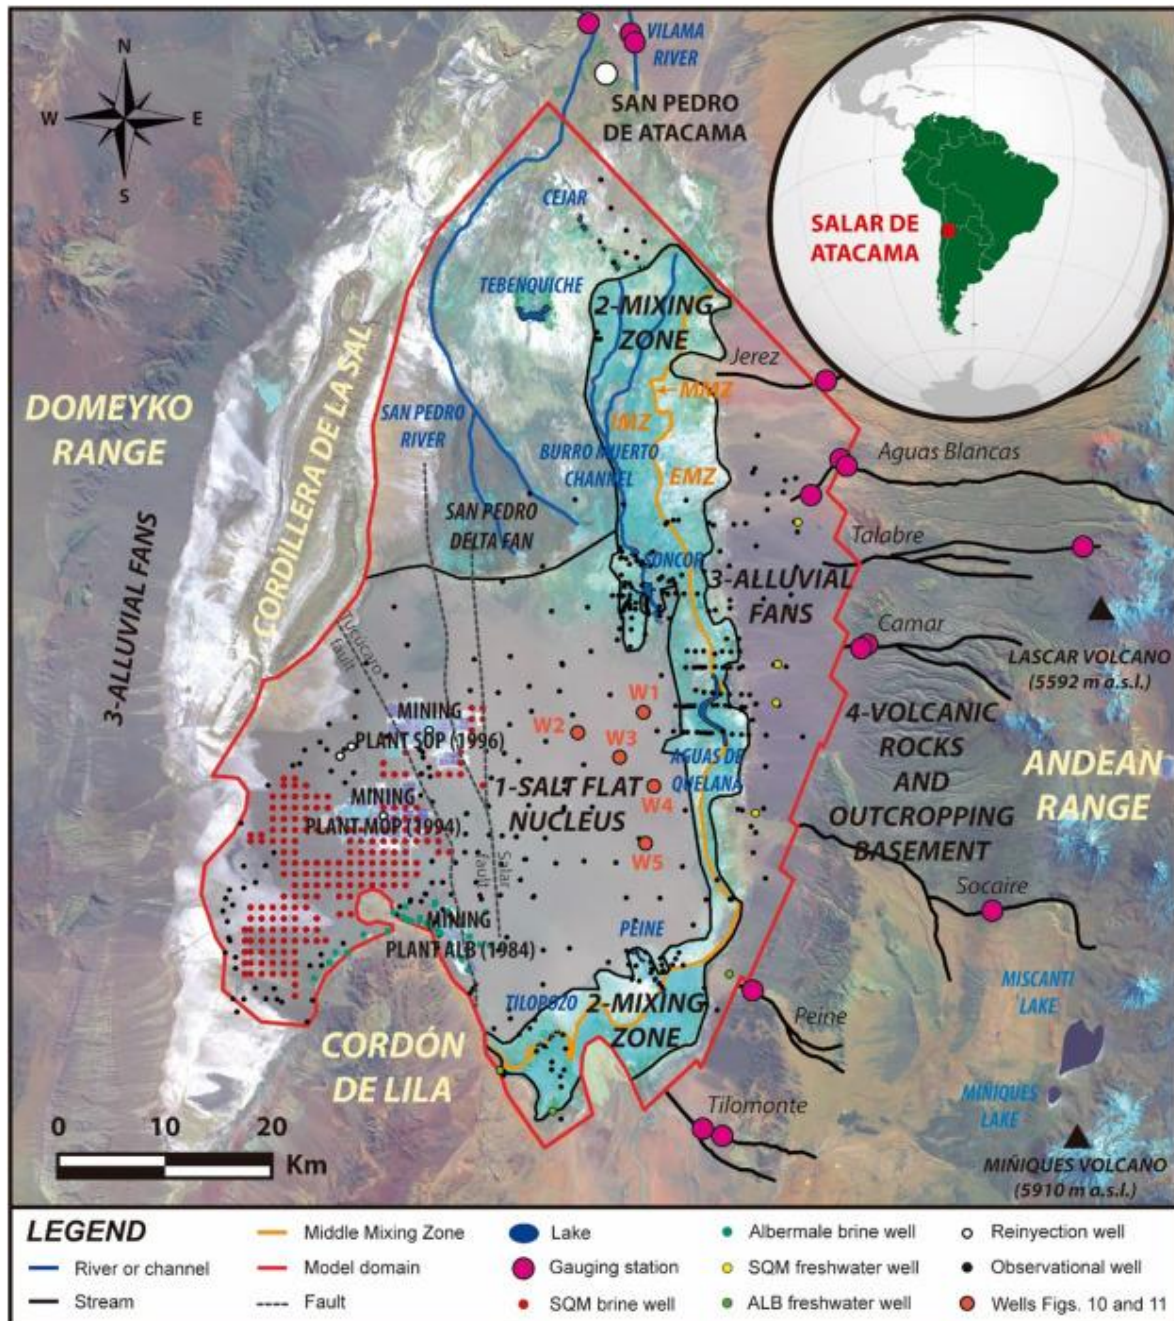 N
W
E
S
VILAMA
RIVER
SAN PEDRO
DE ATACAMA
SALAR DE
ATACAMA
CEJAR
TEBENQUICHE
2-MIXING
ZONE
Jerez
MMZ
IMZ
EMZ
DOMEYKO
RANGE
CORDILLERA DE LA SAL
SAN PEDRO
RIVER
BURRO MUERTO
CHANNEL
Aguas Blancas
SAN PEDRO
DELTA FAN
Talabre
SONCOR
3-ALLUVIAL
FANS
3-ALLUVIAL FANS
Camar
LASCAR VOLCANO
(5592 m a.s.l.)
Tucúcaro
fault
W1
W2
W3
W4
W5
MINING
PLANT SOP (1996)
MINING
PLANT MOP (1994)
1-SALT FLAT
NUCLEUS
AGUAS DE
QUELANA
4-VOLCANIC
ROCKS
AND
OUTCROPPING
BASEMENT
ANDEAN
RANGE
Salar
fault
MINING
PLANT ALB (1984)
Socaire
PEINE
TILOPOZO
2-MIXING
ZONE
Peine
MISCANTI
LAKE
CORDÓN
DE LILA
Tilomonte
MIÑIQUES
LAKE
MIÑIQUES VOLCANO
(5910 m a.s.l.)
0 10 20
Km
LEGEND
River or channel
Stream
Middle Mixing Zone
Model domain
Fault
Lake
Gauging station
SQM brine well
Albermale brine well
SQM freshwater well
ALB freshwater well
Reinyection well
Observational well
Wells Figs. 10 and 11